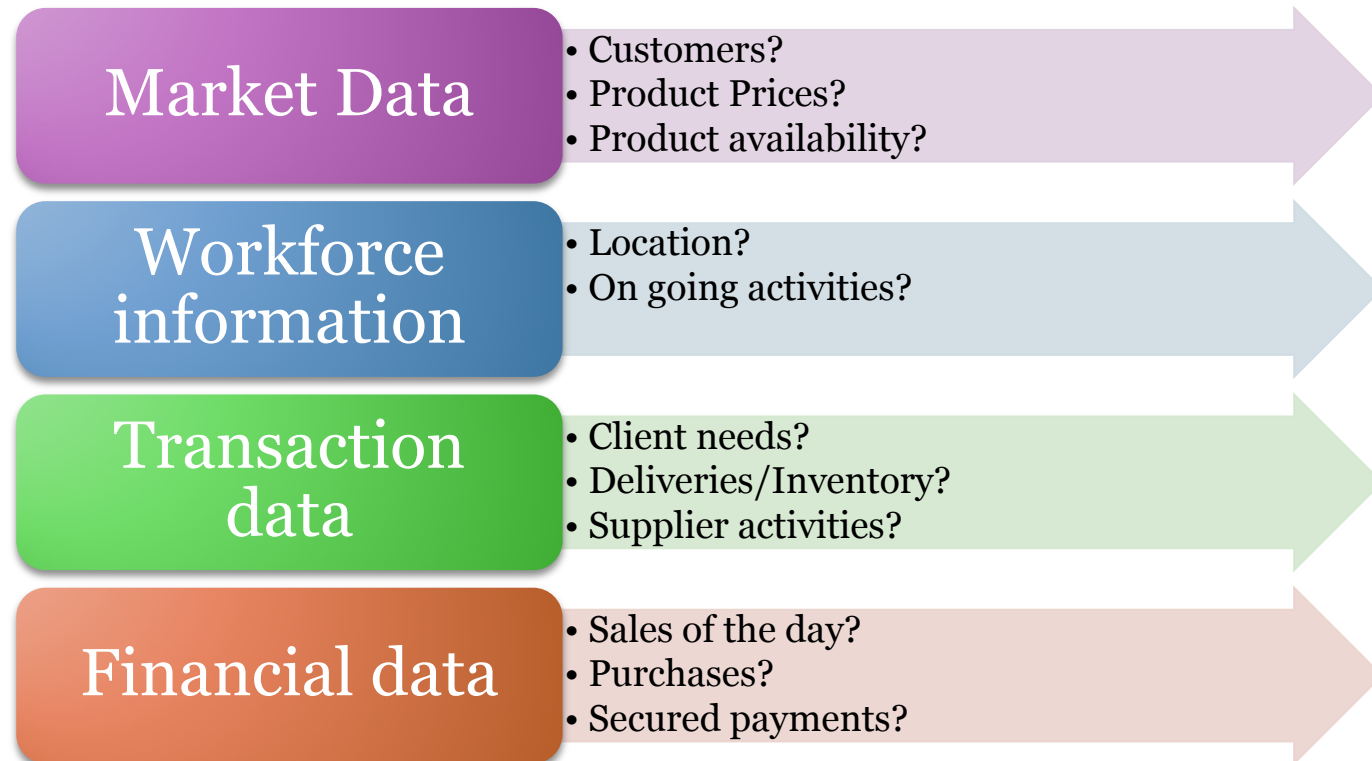 Market Data
• Customers?
• Product Prices?
• Product availability?
Workforce
information
• Location?
• On going activities?
Transaction
data
• Client needs?
• Deliveries/Inventory?
• Supplier activities?
Financial data
• Sales of the day?
• Purchases?
• Secured payments?